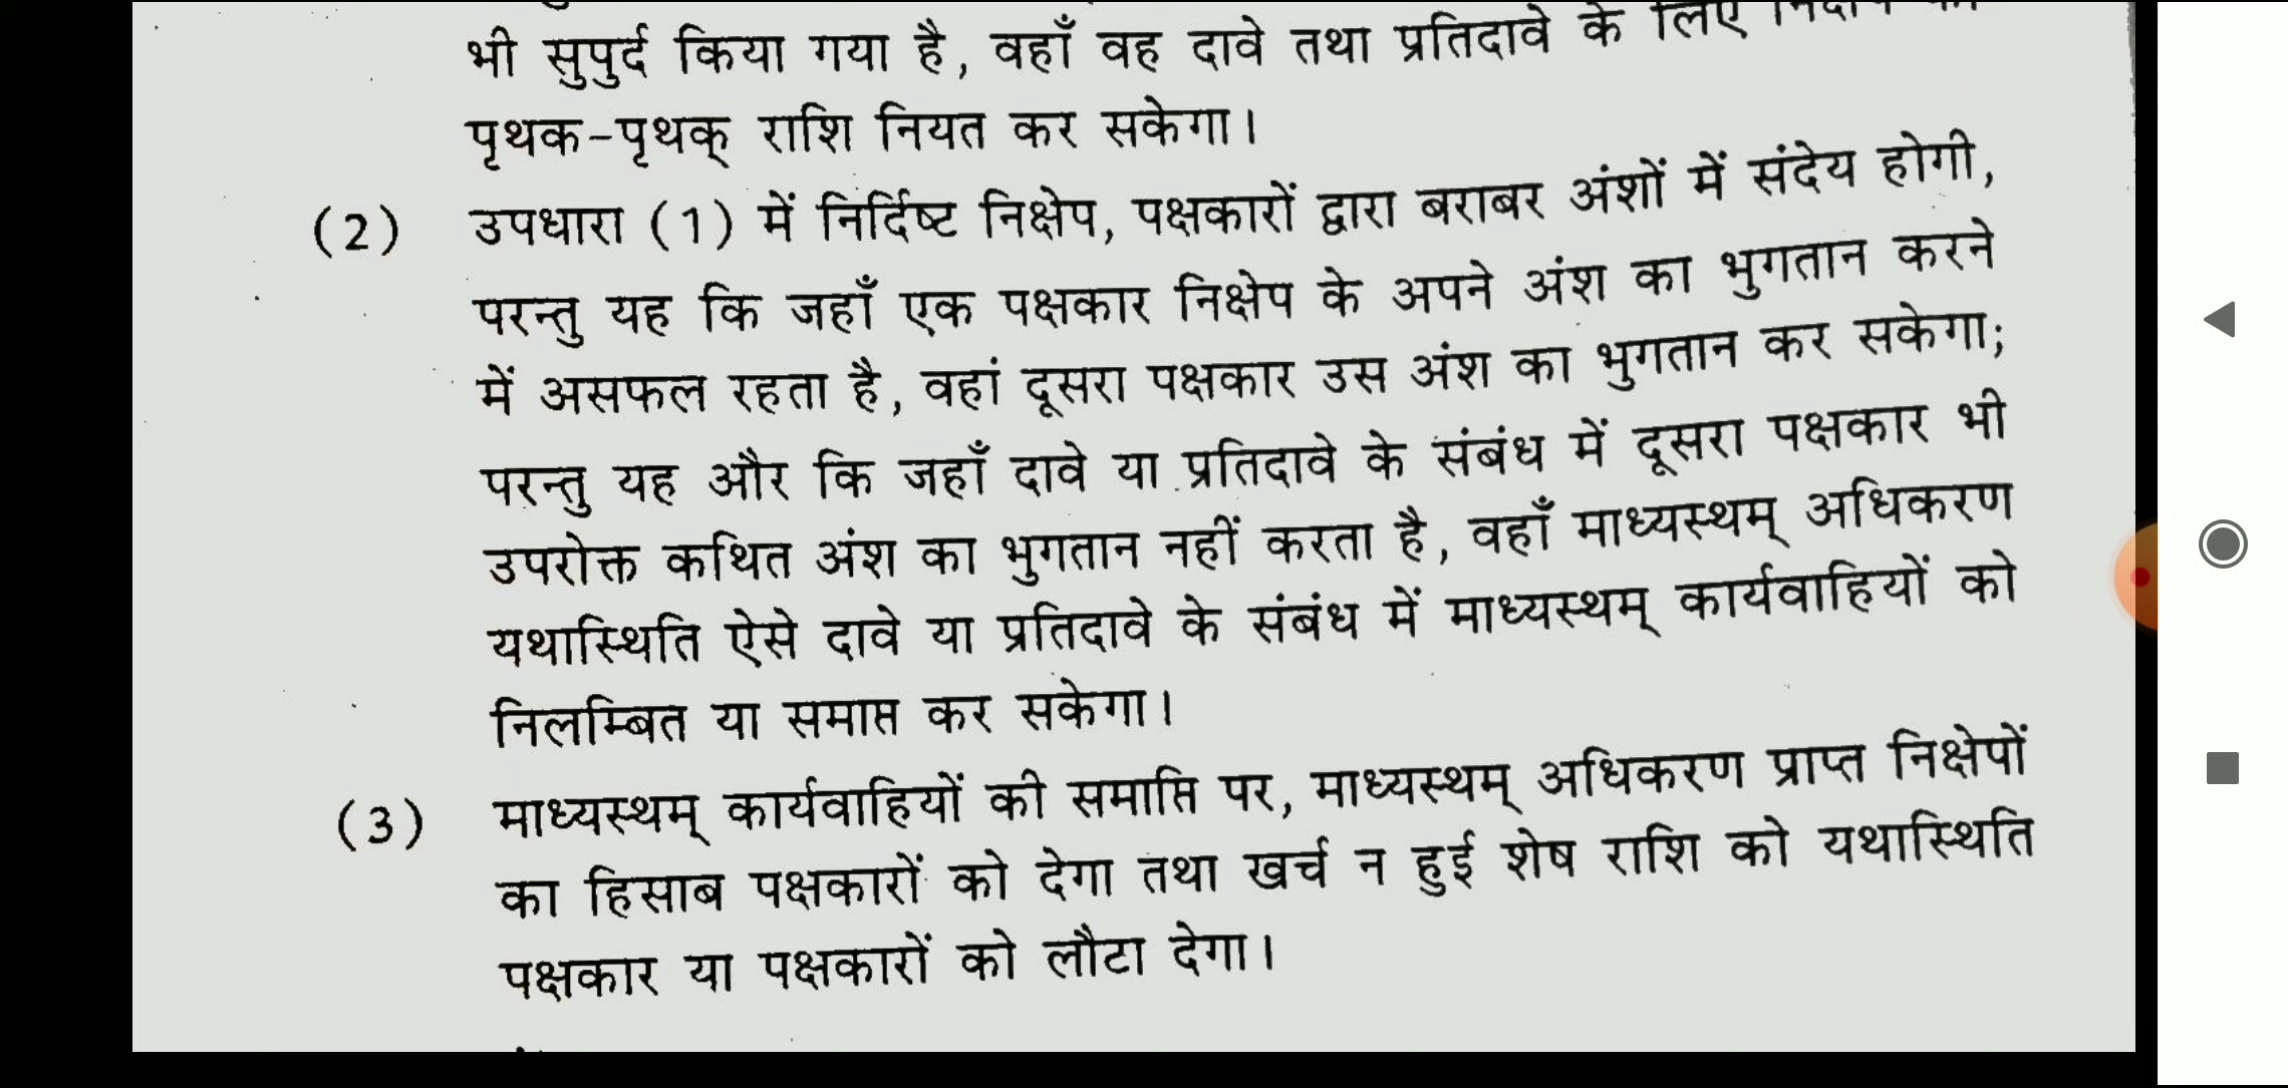 भी सुपुर्द किया गया है, वहाँ वह दावे तथा प्रतिदावे के लिए
पृथक-पृथक् राशि नियत कर सकेगा।
(2) उपधारा (1) में निर्दिष्ट निक्षेप, पक्षकारों द्वारा बराबर अंशों में संदेय होगी,
परन्तु यह कि जहाँ एक पक्षकार निक्षेप के अपने अंश का भुगतान करने
में असफल रहता है, वहां दूसरा पक्षकार उस अंश का भुगतान कर सकेगा;
परन्तु यह और कि जहाँ दावे या प्रतिदावे के संबंध में दूसरा पक्षकार भी
उपरोक्त कथित अंश का भुगतान नहीं करता है, वहाँ माध्यस्थम् अधिकरण
यथास्थिति ऐसे दावे या प्रतिदावे के संबंध में माध्यस्थम् कार्यवाहियों को
निलम्बित या समाप्त कर सकेगा।
(3) माध्यस्थम् कार्यवाहियों की समाप्ति पर, माध्यस्थम् अधिकरण प्राप्त निक्षेपों
का हिसाब पक्षकारों को देगा तथा खर्च न हुई शेष राशि को यथास्थिति
पक्षकार या पक्षकारों को लौटा देगा।